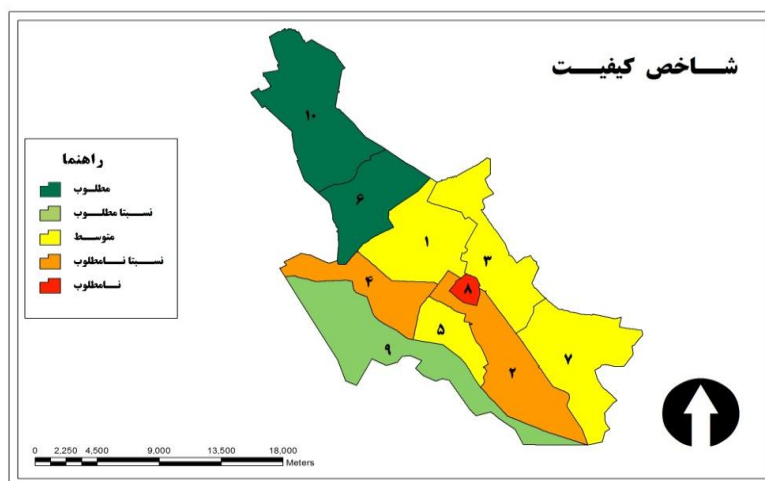 شاخص کیفیت
۱۰
۶
۱
۳
۴
۸
۵
۹
۲
۷
راهنما
مطلوب
نسبتا مطلوب
متوسط
نسبتا نامطلوب
نامطلوب
0 2,250 4,500 9,000 13,500 18,000
Meters